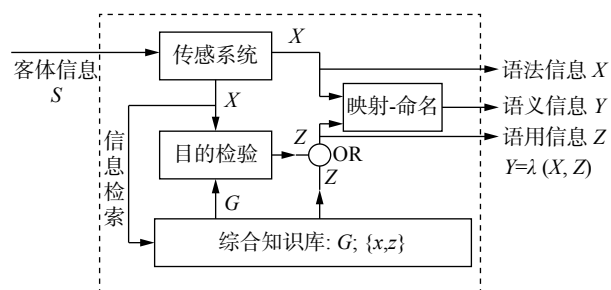 客体信息
S
传感系统
X
语法信息 X
X
映射-命名
语义信息 Y
信息检索
目的检验
Z
OR
语用信息 Z
Z
Y=λ (X, Z)
G
综合知识库: G; {x,z}